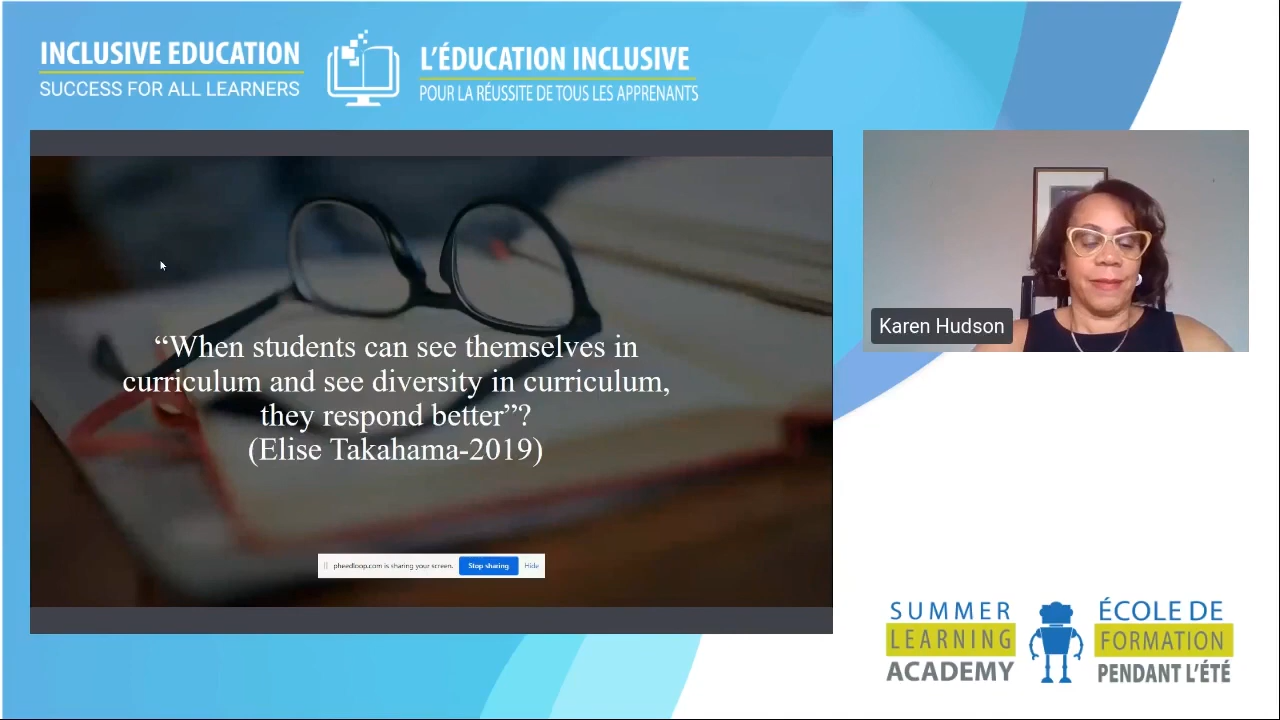 INCLUSIVE EDUCATION
SUCCESS FOR ALL LEARNERS
L'ÉDUCATION INCLUSIVE
POUR LA RÉUSSITE DE TOUS LES APPRENANTS
“When students can see themselves in
curriculum and see diversity in curriculum,
they respond better”?
(Elise Takahama-2019)
pheedloop.com is sharing your screen.
Stop sharing
Hide
Karen Hudson
SUMMER
LEARNING
ACADEMY
ÉCOLE DE
FORMATION
PENDANT L'ÉTÉ